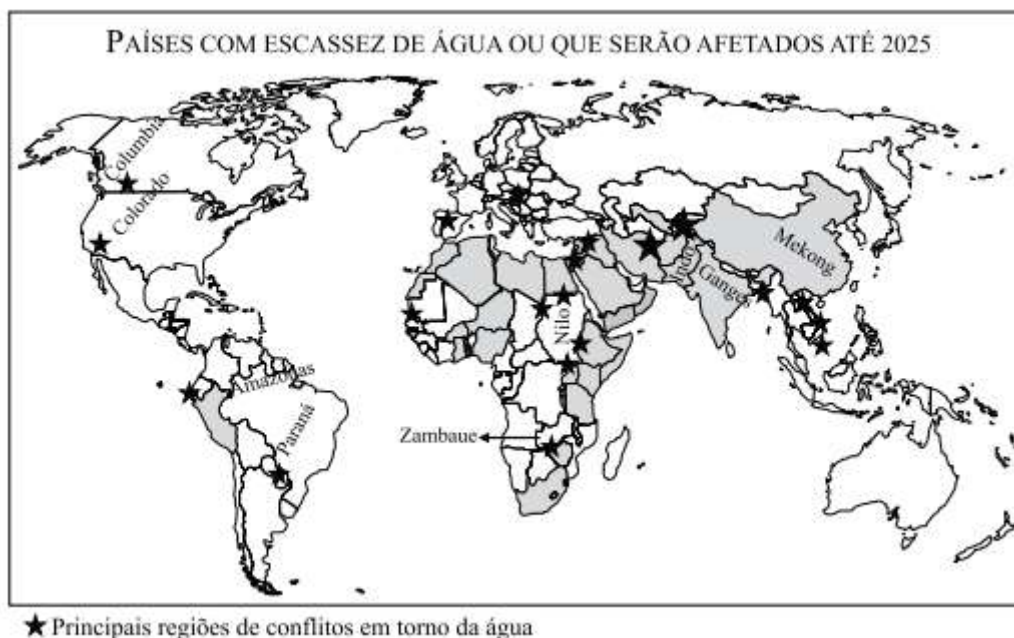 PAÍSES COM ESCASSEZ DE ÁGUA OU QUE SERÃO AFETADOS ATÉ 2025
Columbia
Colorado
Mekong
Indo
Ganges
Nilo
Amazonas
Paraná
Zambaue
★ Principais regiões de conflitos em torno da água